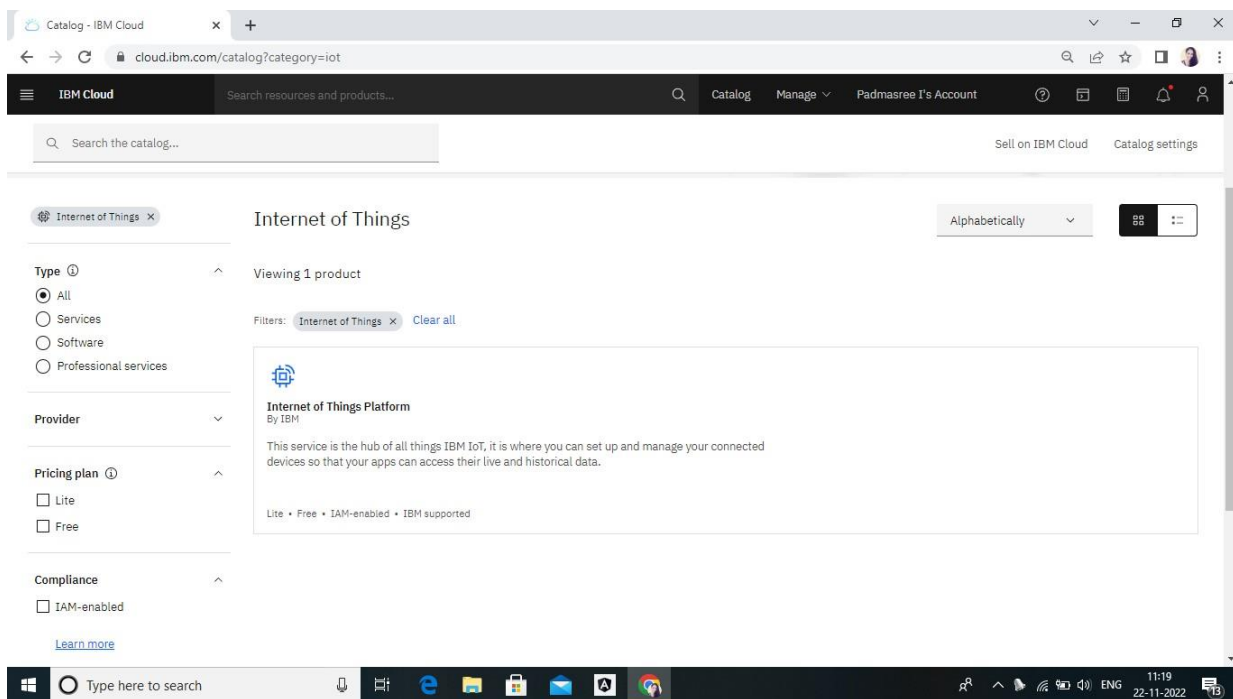 Catalog - IBM Cloud
cloud.ibm.com/catalog?category=iot
IBM Cloud
Search resources and products...
Catalog
Manage
Padmasree I's Account
Search the catalog...
Sell on IBM Cloud
Catalog settings
Internet of Things
Internet of Things
Alphabetically
Type
All
Services
Software
Professional services
Provider
Pricing plan
Lite
Free
Compliance
IAM-enabled
Learn more
Viewing 1 product
Filters: Internet of Things Clear all
Internet of Things Platform
By IBM
This service is the hub of all things IBM IoT, it is where you can set up and manage your connected
devices so that your apps can access their live and historical data.
Lite • Free • IAM-enabled • IBM supported
Type here to search
ENG
11:19
22-11-2022
13